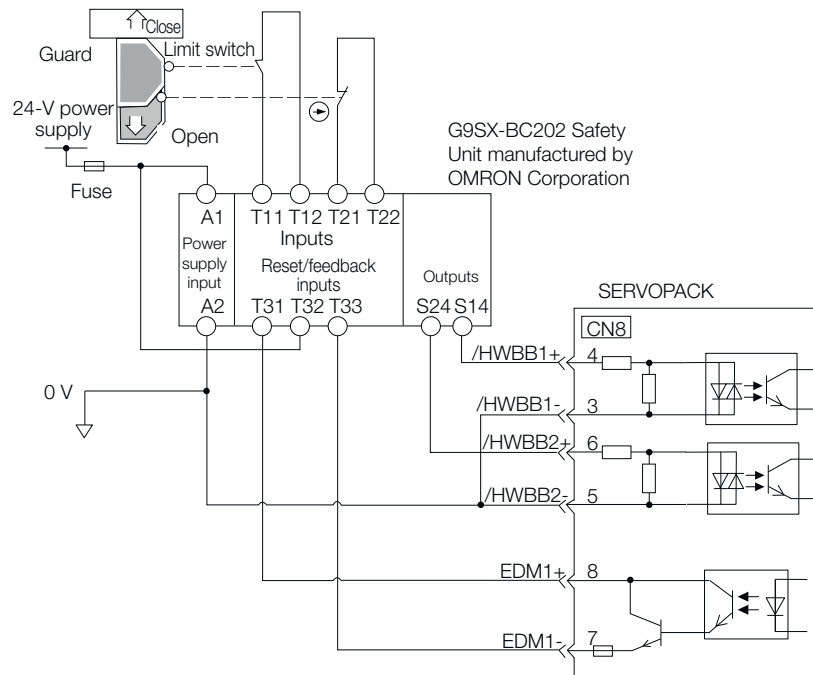 Close
Guard
Limit switch
24-V power
supply
Open
Fuse
G9SX-BC202 Safety
Unit manufactured by
OMRON Corporation
A1
T11
T12
T21
T22
Power
supply
input
Inputs
Reset/feedback
inputs
Outputs
A2
T31
T32
T33
S24
S14
SERVOPACK
CN8
0 V
/HWBB1+
4
/HWBB1-
3
/HWBB2+
6
/HWBB2-
5
EDM1+
8
EDM1-
7